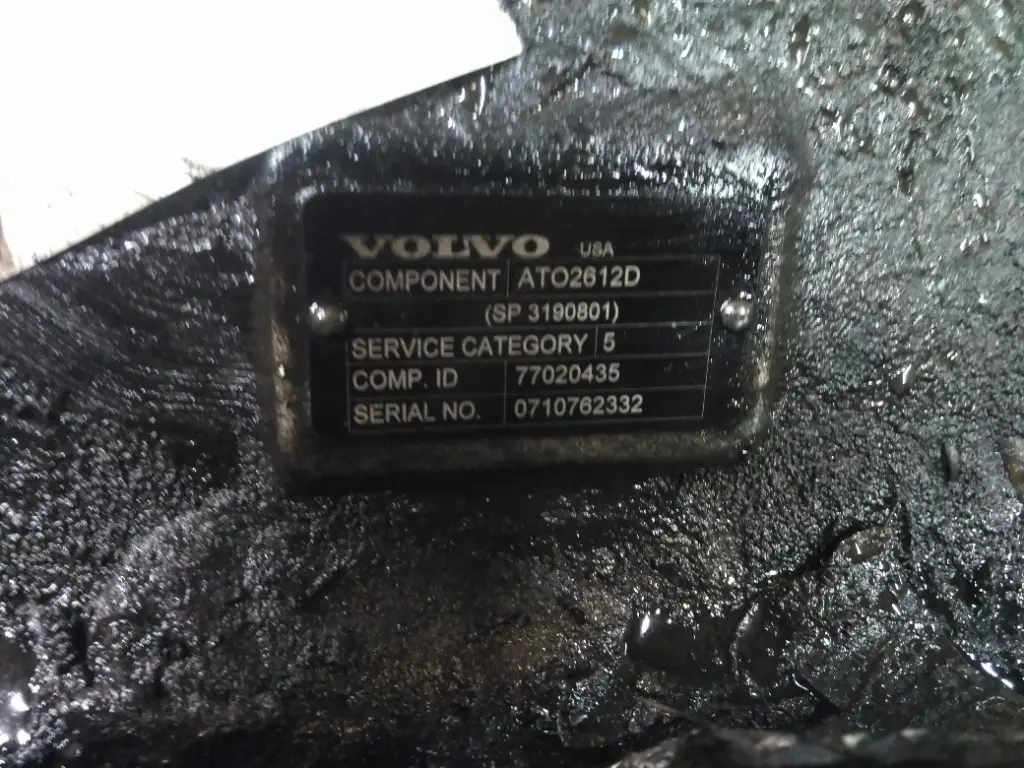 VOLVO USA
COMPONENT ATO2612D
(SP 3190801)
SERVICE CATEGORY 5
COMP. ID 77020435
SERIAL NO. 0710762332